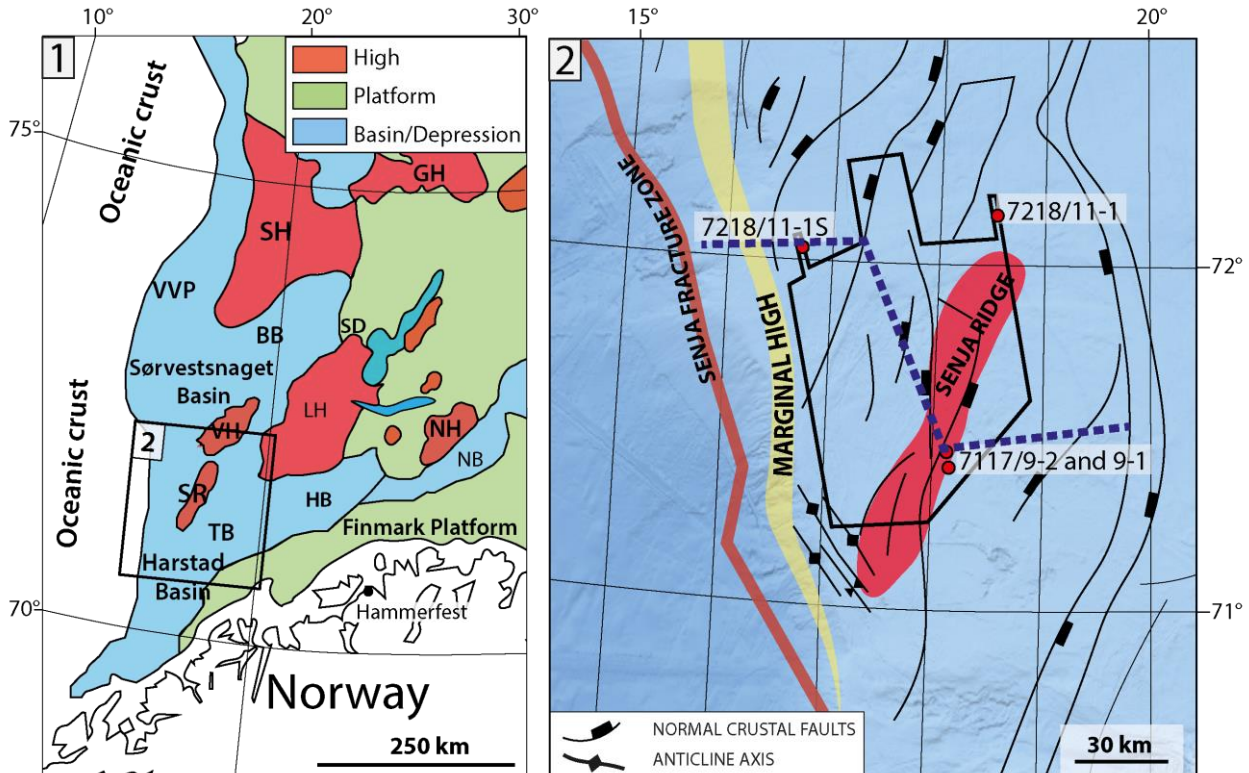 10°
20°
30°
1
High
Platform
Basin/Depression
75°
Oceanic crust
GH
SH
VVP
BB
SD
Sørvestsnaget
Basin
LH
Oceanic crust
2
VH
NH
NB
SR
HB
TB
Finmark Platform
Harstad
Basin
70°
Hammerfest
Norway
250 km
15°
20°
2
SENJA FRACTURE ZONE
7218/11-1S
7218/11-1
72°
MARGINAL HIGH
SENJA RIDGE
7117/9-2 and 9-1
71°
NORMAL CRUSTAL FAULTS
ANTICLINE AXIS
30 km